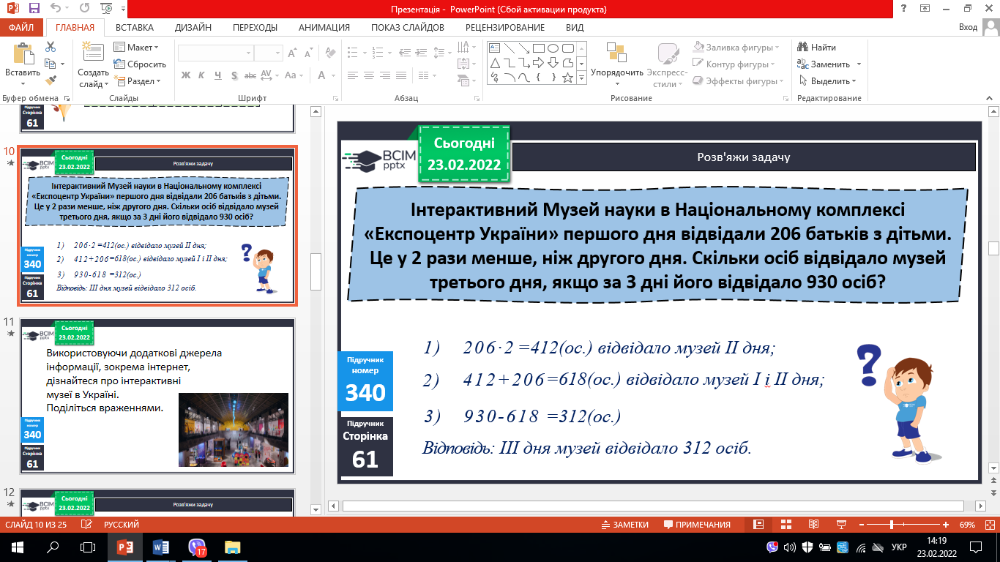 Презентація - PowerPoint (Сбой активации продукта)
ФАЙЛ ГЛАВНАЯ ВСТАВКА ДИЗАЙН ПЕРЕХОДЫ АНИМАЦИЯ ПОКАЗ СЛАЙДОВ РЕЦЕНЗИРОВАНИЕ ВИД Вход
Вставить
Буфер обмена
Создать слайд
Макет
Сбросить
Раздел
Слайды
Ж К Ч S abc AV Aa А
Шрифт
Абзац
Упорядочить
Экспресс-стили
Заливка фигуры
Контур фигуры
Эффекты фигуры
Рисование
Найти
Заменить
Выделить
Редактирование
Підручник
Сторінка
61
10
ВСІМ
pptx
Сьогодні
23.02.2022
Розв'яжи задачу
Інтерактивний Музей науки в Національному комплексі
«Експоцентр України» першого дня відвідали 206 батьків з дітьми.
Це у 2 рази менше, ніж другого дня. Скільки осіб відвідало музей
третього дня, якщо за 3 дні його відвідало 930 осіб?
1) 206·2 =412(ос.) відвідало музей ІІ дня;
2) 412+206=618(ос.) відвідало музей І і ІІ дня;
3) 930-618 =312(ос.)
Відповідь: ІІІ дня музей відвідало 312 осіб.
Підручник
номер
340
Підручник
Сторінка
61
11
ВСІМ
pptx
Сьогодні
23.02.2022
Використовуючи додаткові джерела
інформації, зокрема інтернет,
дізнайтеся про інтерактивні
музеї в Україні.
Поділіться враженнями.
Підручник
номер
340
Підручник
Сторінка
61
12
ВСІМ
pptx
Сьогодні
23.02.2022
Розв'яжи задачу
ВСІМ
pptx
Сьогодні
23.02.2022
Розв'яжи задачу
Інтерактивний Музей науки в Національному комплексі
«Експоцентр України» першого дня відвідали 206 батьків з дітьми.
Це у 2 рази менше, ніж другого дня. Скільки осіб відвідало музей
третього дня, якщо за 3 дні його відвідало 930 осіб?
1) 206·2 =412(ос.) відвідало музей ІІ дня;
2) 412+206=618(ос.) відвідало музей І і ІІ дня;
3) 930-618 =312(ос.)
Відповідь: ІІІ дня музей відвідало 312 осіб.
Підручник
номер
340
Підручник
Сторінка
61
СЛАЙД 10 ИЗ 25 РУССКИЙ ЗАМЕТКИ ПРИМЕЧАНИЯ 69%
17
УКР
14:19
23.02.2022